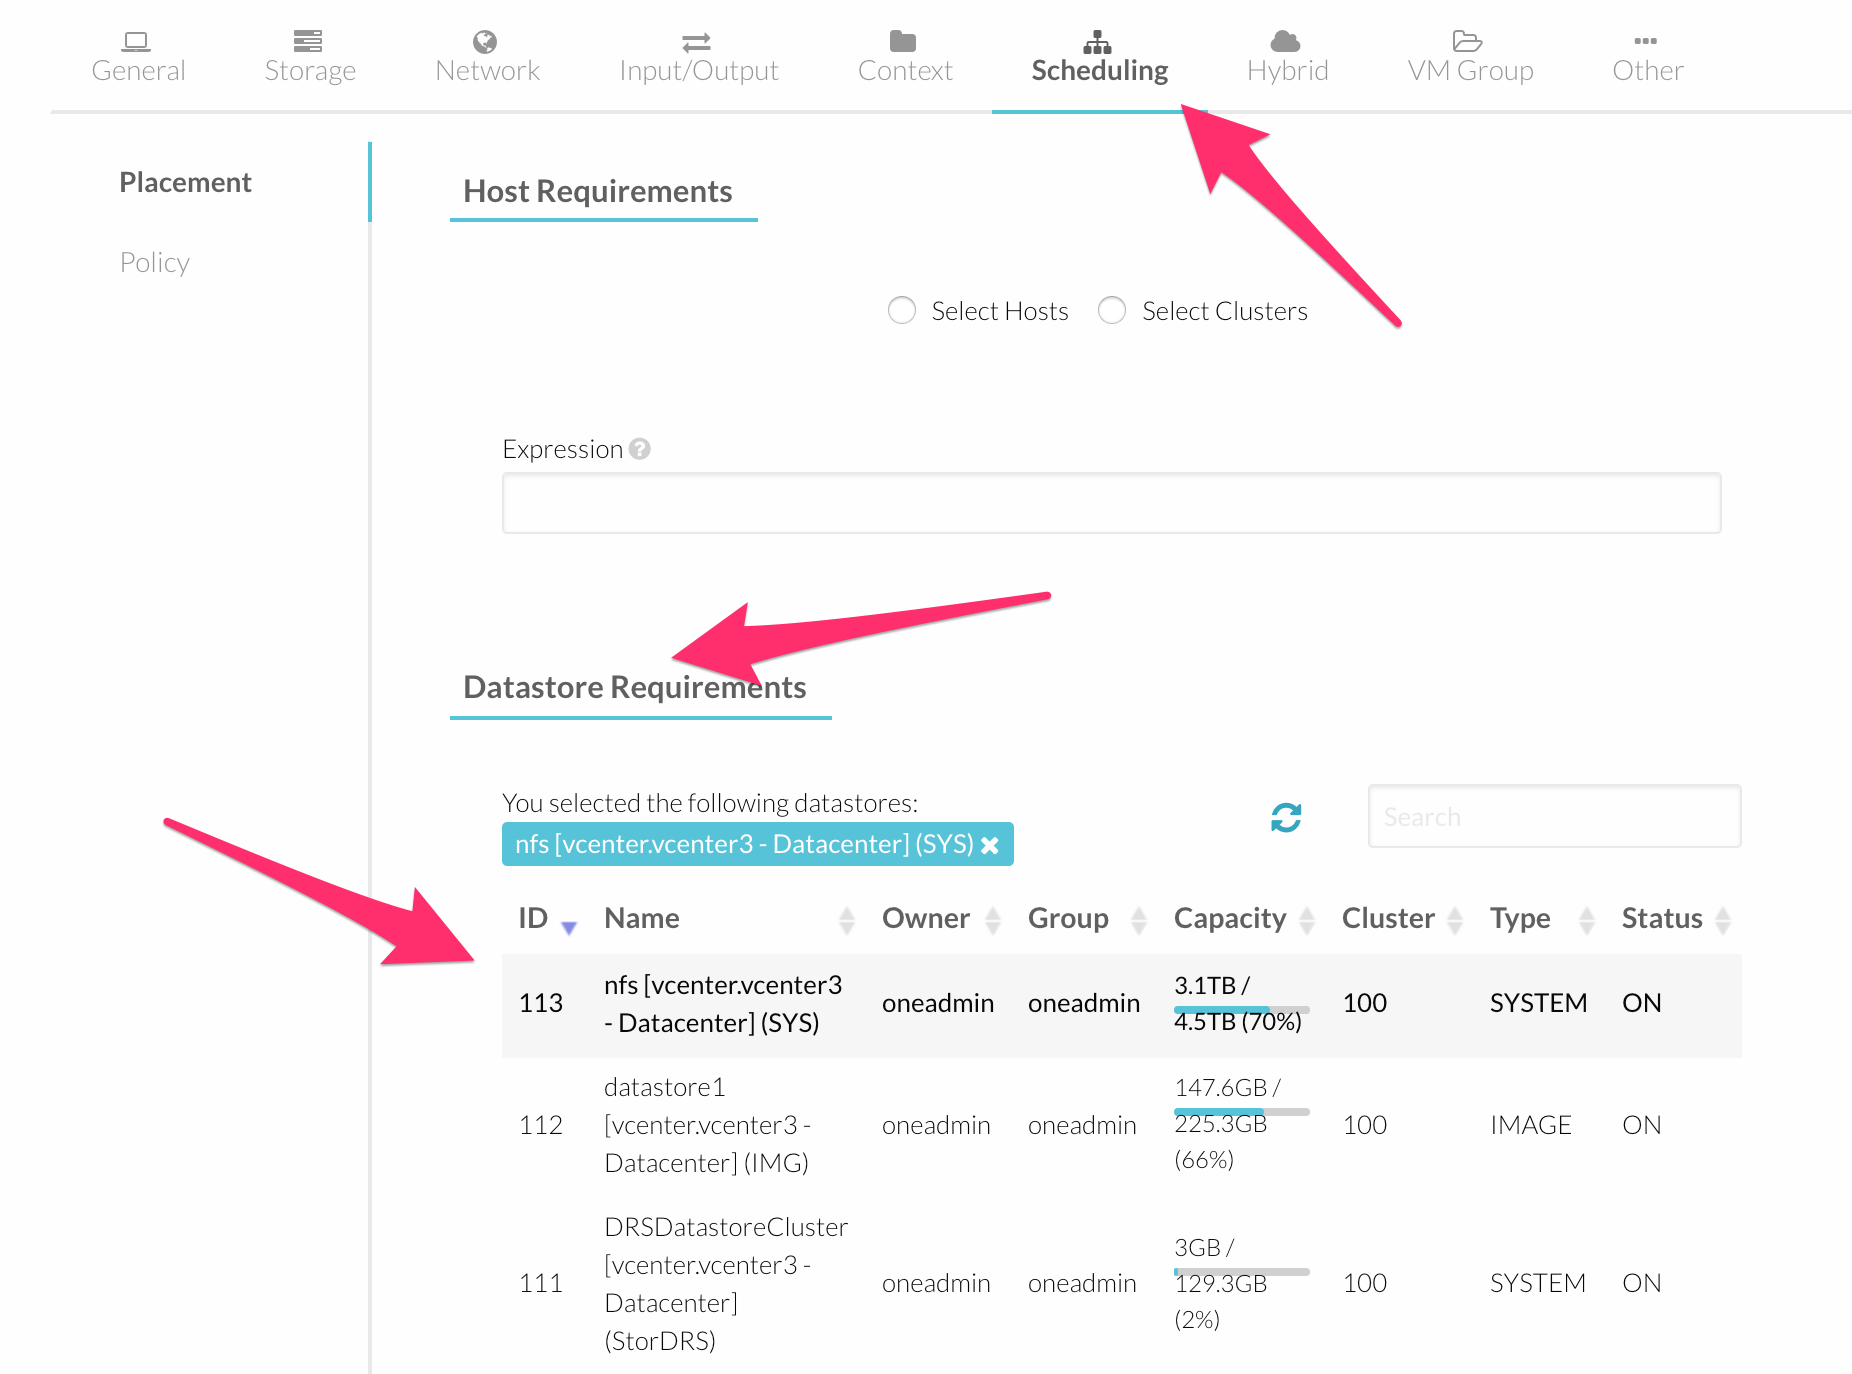 General Storage Network Input/Output Context Scheduling Hybrid VM Group Other
Placement
Policy
Host Requirements
Select Hosts Select Clusters
Expression ?
Datastore Requirements
You selected the following datastores:
nfs [vcenter.vcenter3 - Datacenter] (SYS) ✖
Search
ID Name Owner Group Capacity Cluster Type Status
113 nfs [vcenter.vcenter3 - Datacenter] (SYS) oneadmin oneadmin 3.1TB / 4.5TB (70%) 100 SYSTEM ON
112 datastore1 [vcenter.vcenter3 - Datacenter] (IMG) oneadmin oneadmin 147.6GB / 225.3GB (66%) 100 IMAGE ON
111 DRSDatastoreCluster [vcenter.vcenter3 - Datacenter] (StorDRS) oneadmin oneadmin 3GB / 129.3GB (2%) 100 SYSTEM ON